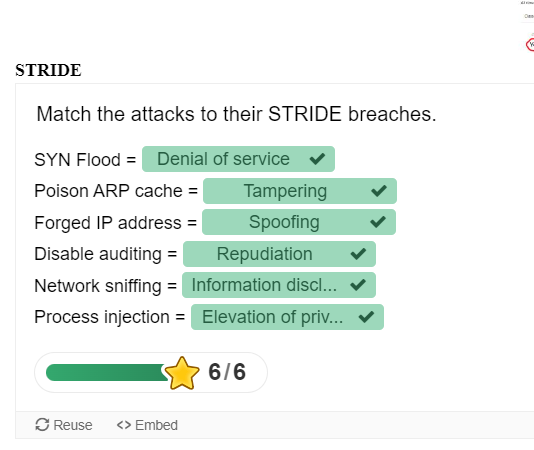 STRIDE
Match the attacks to their STRIDE breaches.
SYN Flood = Denial of service
Poison ARP cache = Tampering
Forged IP address = Spoofing
Disable auditing = Repudiation
Network sniffing = Information discl...
Process injection = Elevation of priv...
6/6
Reuse <> Embed